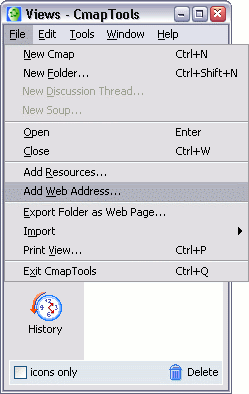 Views - CmapTools
File Edit Tools Window Help
New Cmap Ctrl+N
New Folder... Ctrl+Shift+N
New Discussion Thread...
New Soup...
Open Enter
Close Ctrl+W
Add Resources...
Add Web Address...
Export Folder as Web Page...
Import
Print View... Ctrl+P
Exit CmapTools Ctrl+Q
History
icons only Delete